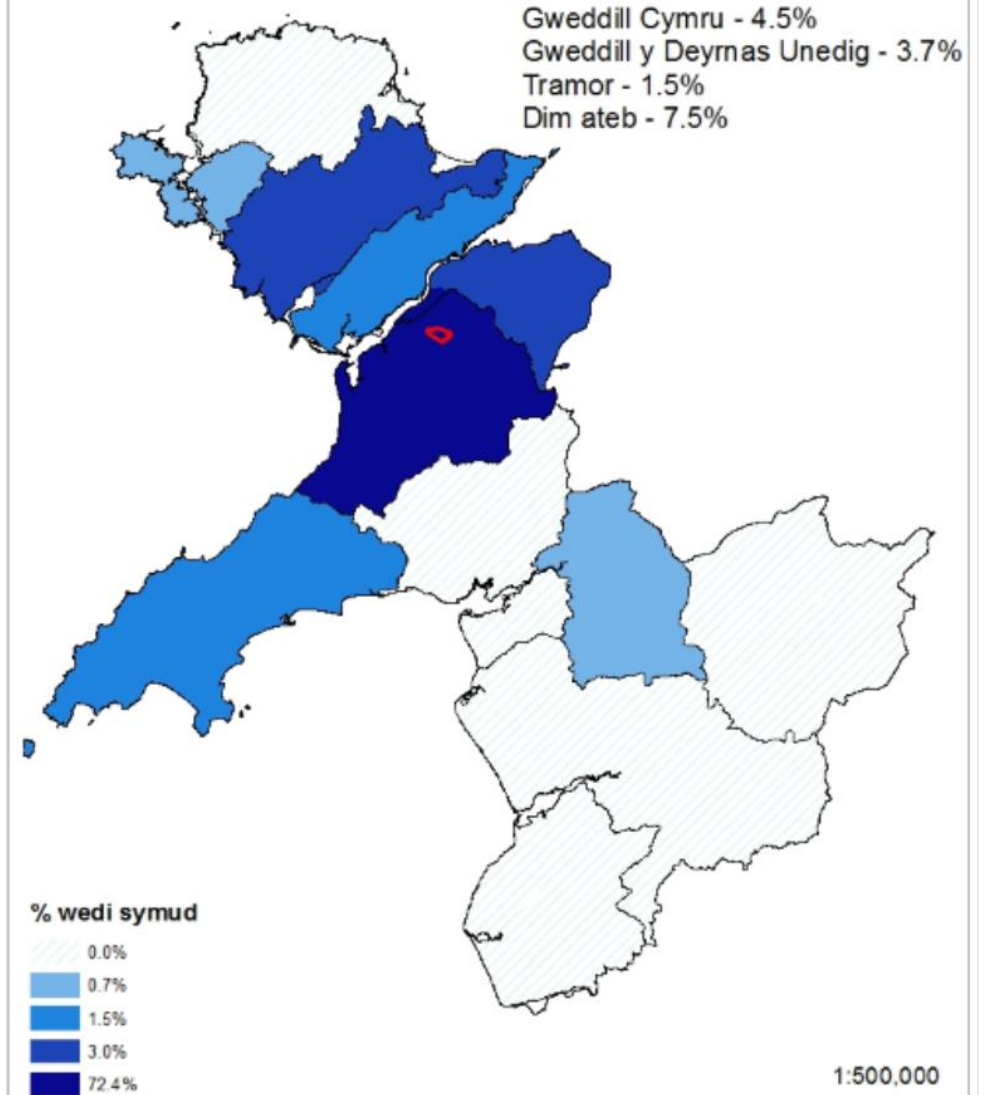 Gweddill Cymru - 4.5%
Gweddill y Deyrnas Unedig - 3.7%
Tramor - 1.5%
Dim ateb - 7.5%
% wedi symud
0.0%
0.7%
1.5%
3.0%
72.4%
1:500,000